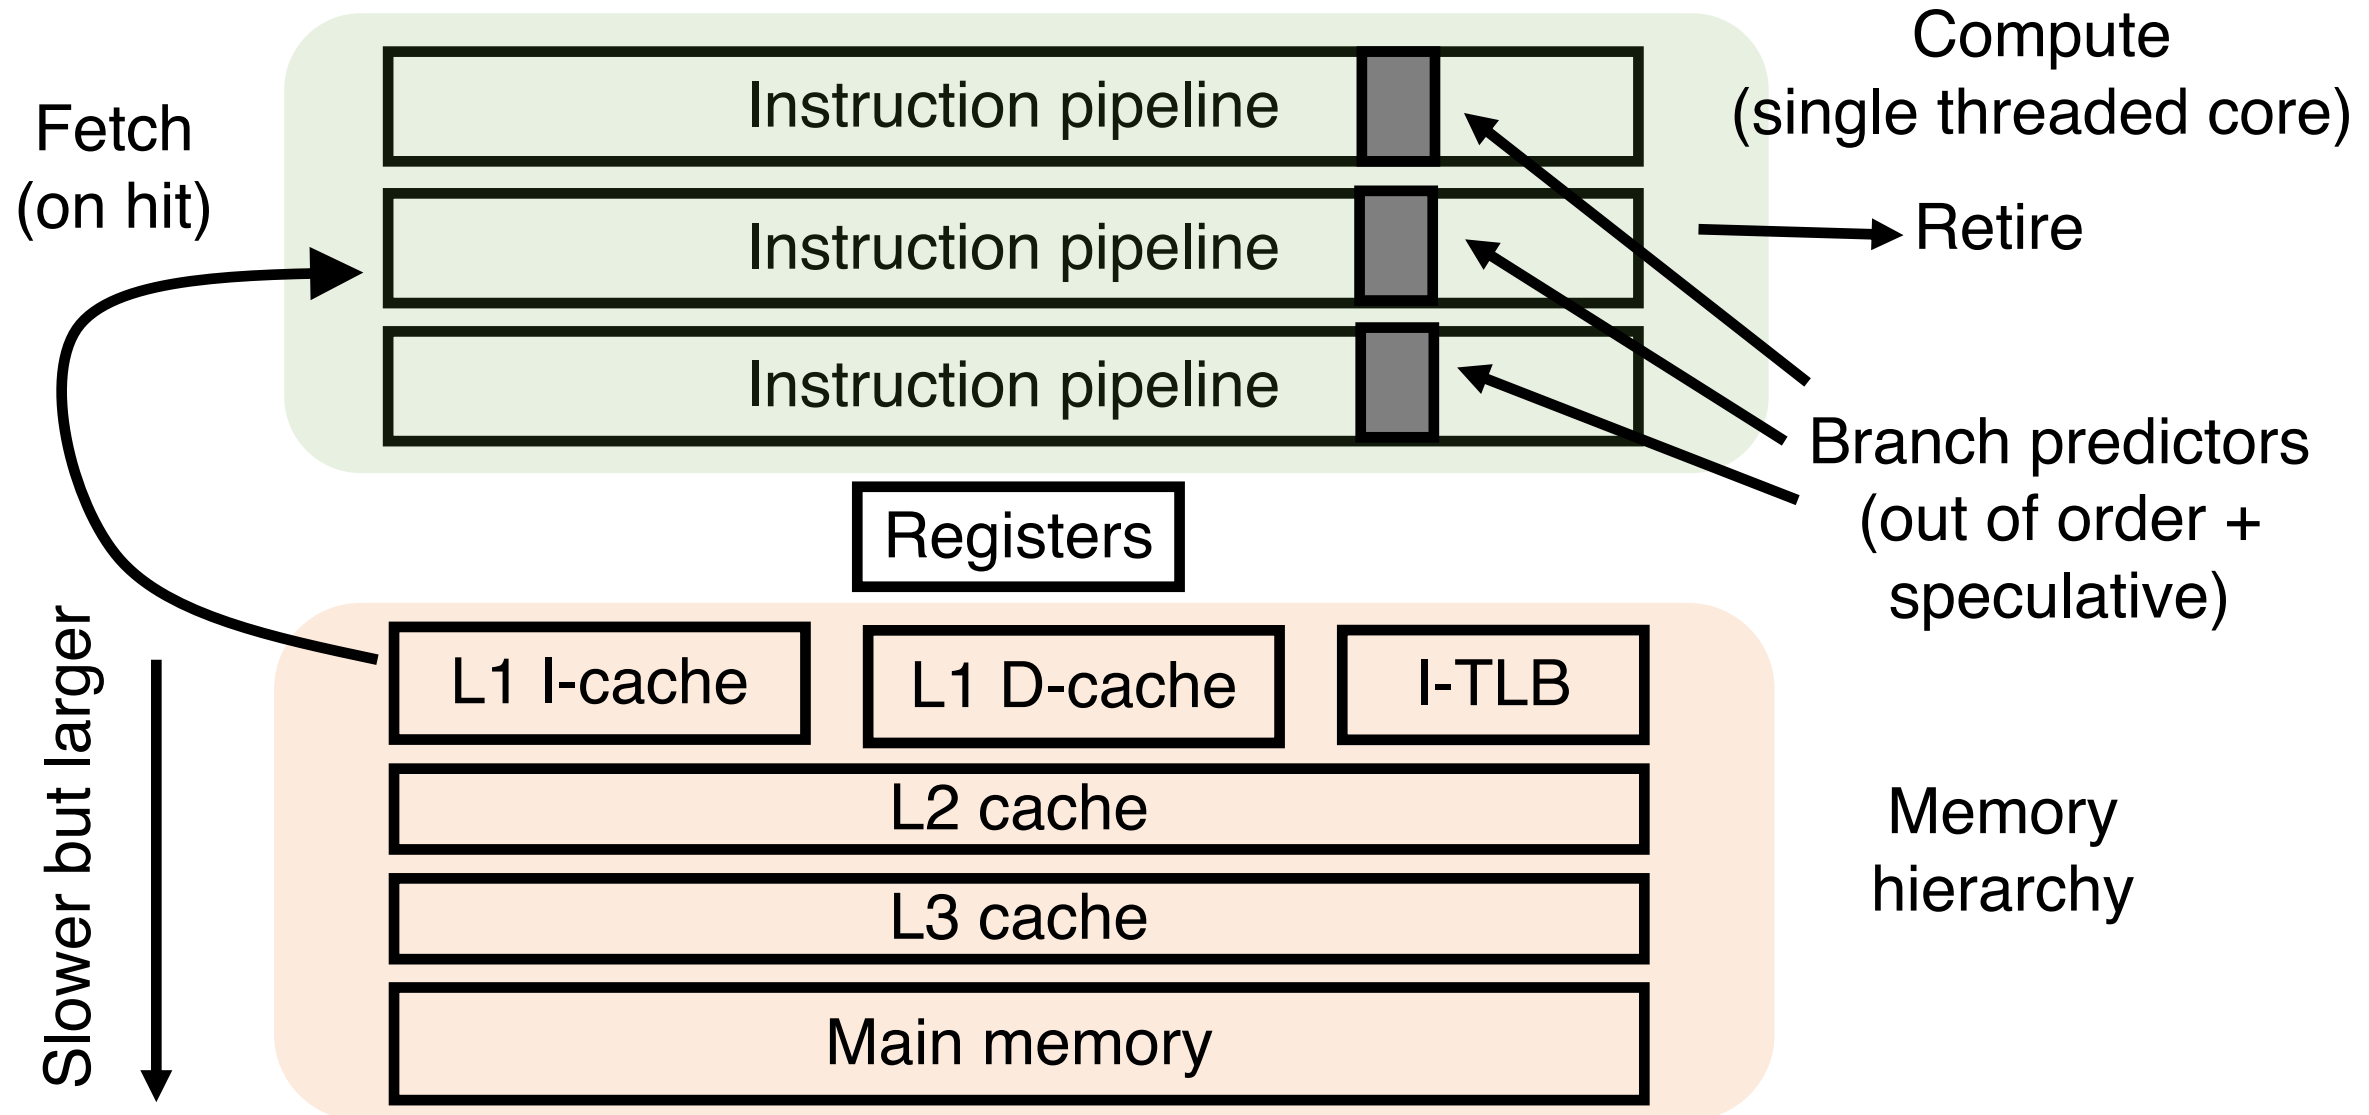 Compute
(single threaded core)
Fetch
(on hit)
Instruction pipeline
Instruction pipeline
Instruction pipeline
Retire
Branch predictors
(out of order +
speculative)
Registers
Slower but larger
L1 I-cache
L1 D-cache
I-TLB
L2 cache
L3 cache
Main memory
Memory
hierarchy